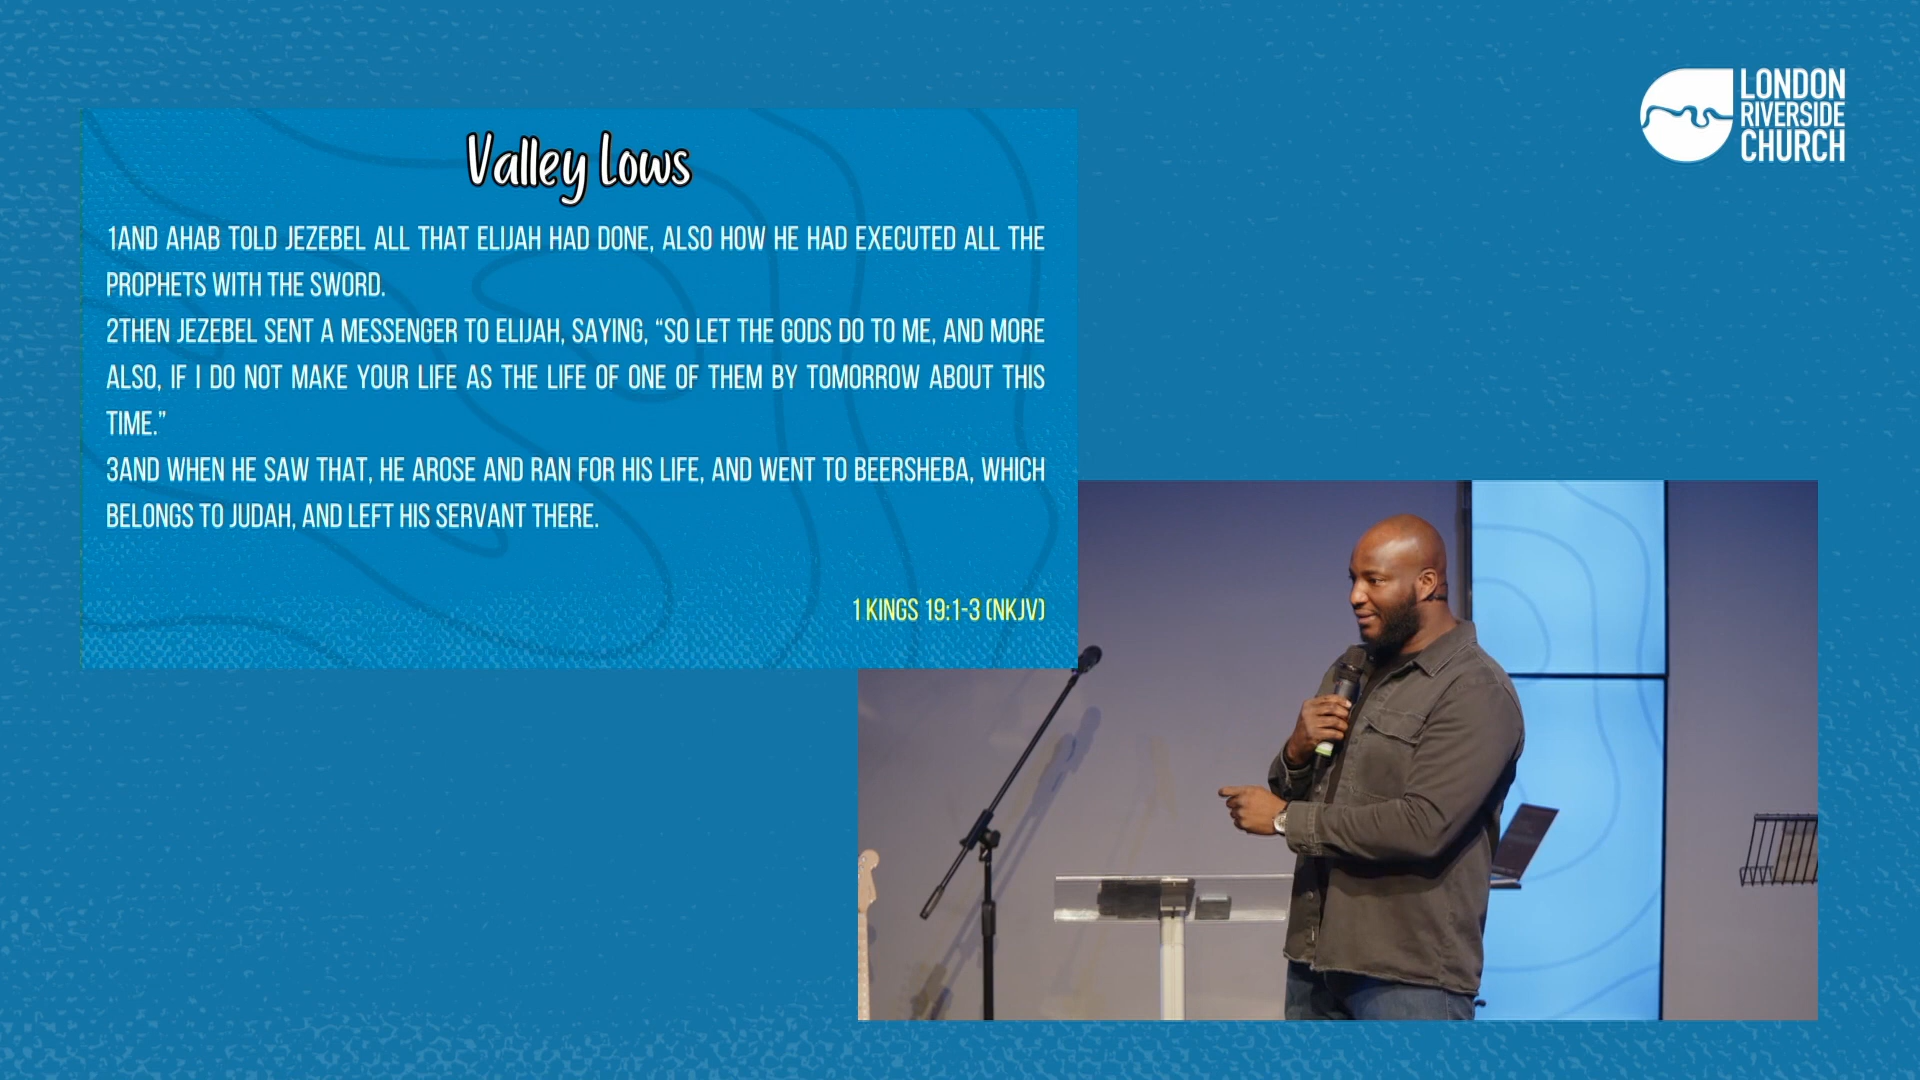 Valley Lows
1AND AHAB TOLD JEZEBEL ALL THAT ELIJAH HAD DONE, ALSO HOW HE HAD EXECUTED ALL THE
PROPHETS WITH THE SWORD.
2THEN JEZEBEL SENT A MESSENGER TO ELIJAH, SAYING, “SO LET THE GODS DO TO ME, AND MORE
ALSO, IF I DO NOT MAKE YOUR LIFE AS THE LIFE OF ONE OF THEM BY TOMORROW ABOUT THIS
TIME.”
3AND WHEN HE SAW THAT, HE AROSE AND RAN FOR HIS LIFE, AND WENT TO BEERSHEBA, WHICH
BELONGS TO JUDAH, AND LEFT HIS SERVANT THERE.
1 KINGS 19:1-3 (NKJV)
LONDON
RIVERSIDE
CHURCH